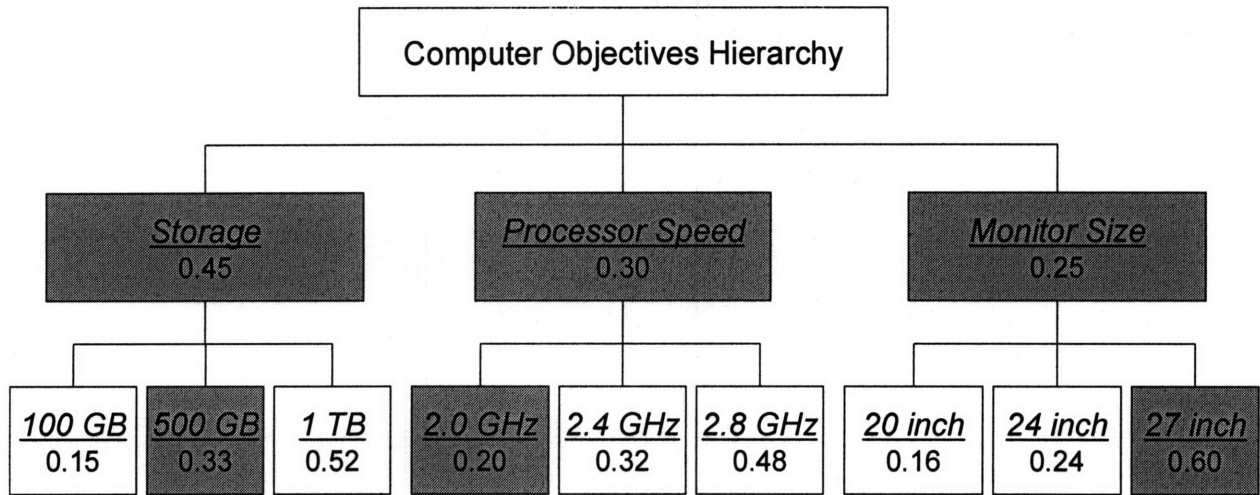 Computer Objectives Hierarchy
Storage
0.45
Processor Speed
0.30
Monitor Size
0.25
100 GB
0.15
500 GB
0.33
1 TB
0.52
2.0 GHz
0.20
2.4 GHz
0.32
2.8 GHz
0.48
20 inch
0.16
24 inch
0.24
27 inch
0.60